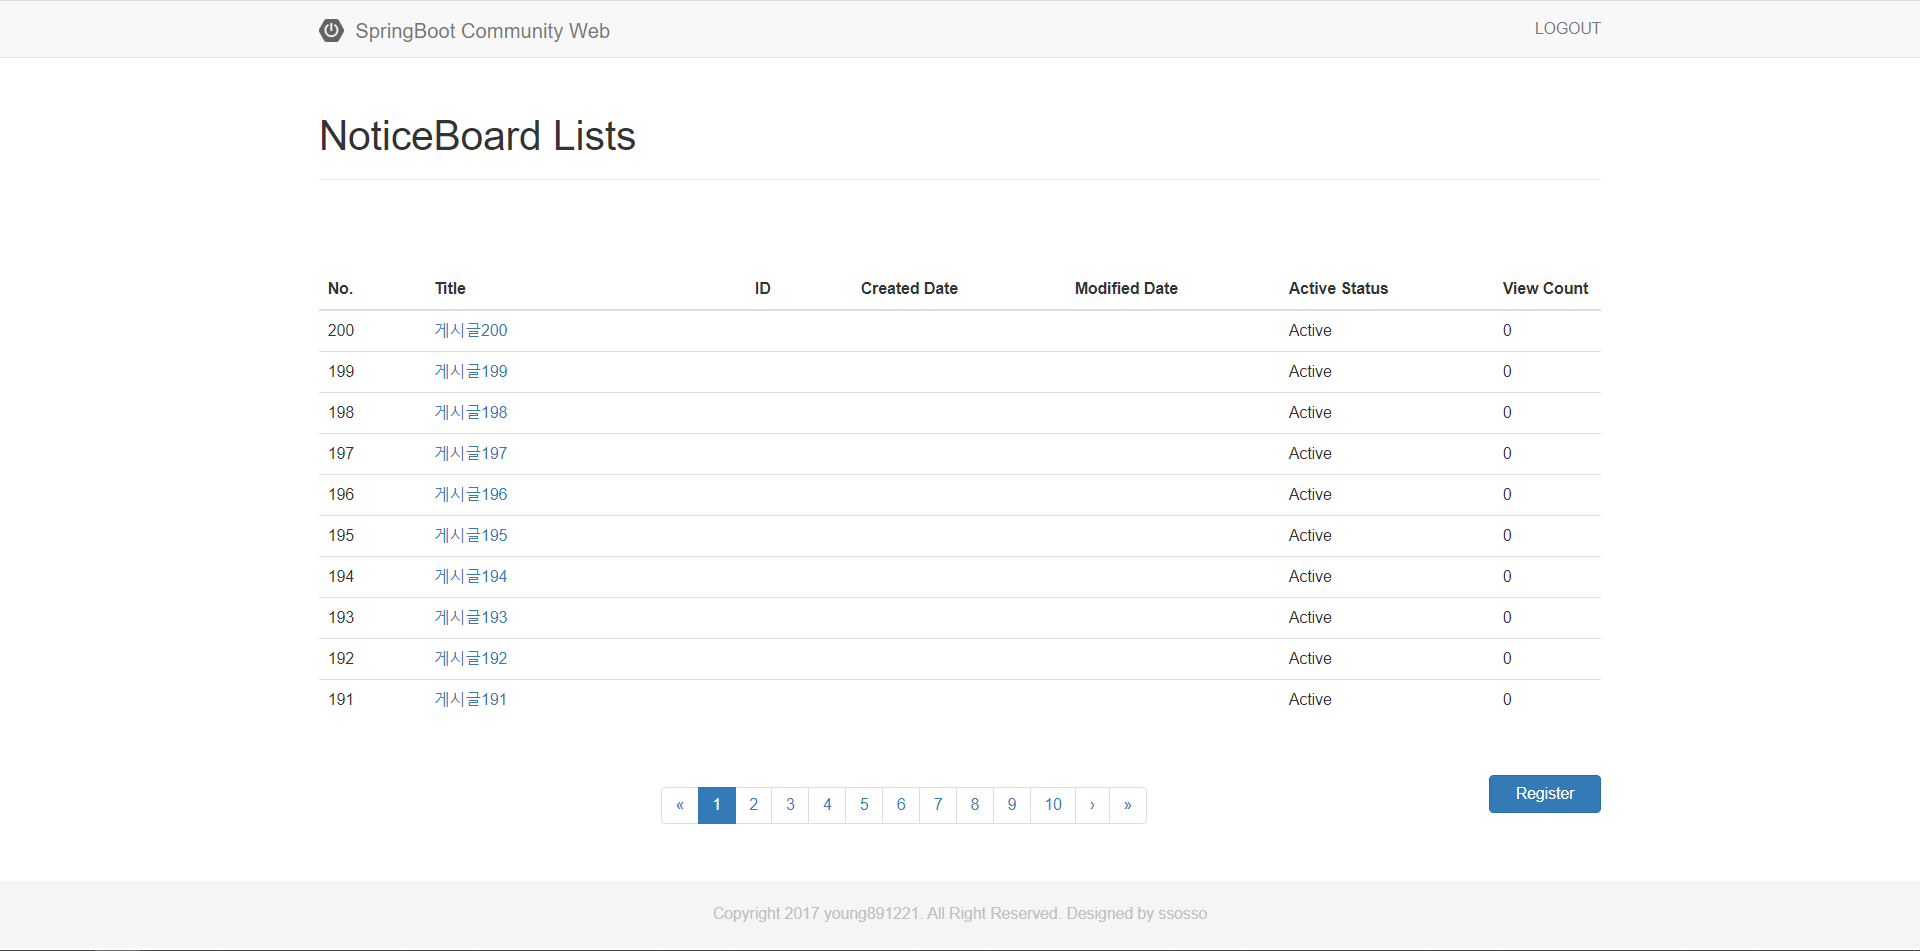 SpringBoot Community Web LOGOUT
NoticeBoard Lists
No. Title ID Created Date Modified Date Active Status View Count
200 게시글200 Active 0
199 게시글199 Active 0
198 게시글198 Active 0
197 게시글197 Active 0
196 게시글196 Active 0
195 게시글195 Active 0
194 게시글194 Active 0
193 게시글193 Active 0
192 게시글192 Active 0
191 게시글191 Active 0
« 1 2 3 4 5 6 7 8 9 10 › » Register
Copyright 2017 young891221. All Right Reserved. Designed by ssosso